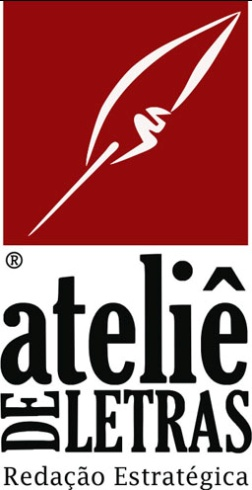 ®
ateliê
DE LETRAS
Redação Estratégica